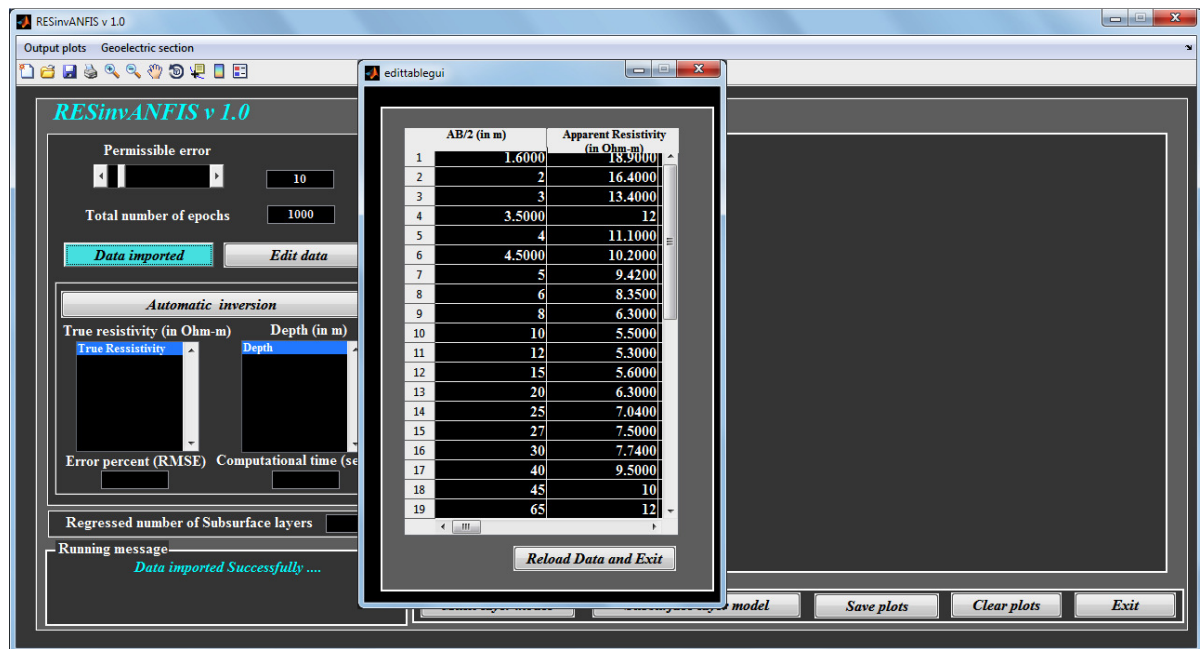 RESinvANFIS v 1.0
Output plots Geoelectric section
RESinvANFIS v 1.0
Permissible error
10
Total number of epochs 1000
Data imported Edit data
Automatic inversion
True resistivity (in Ohm-m) Depth (in m)
True Ressistivity Depth
Error percent (RMSE) Computational time (se
Regressed number of Subsurface layers
Running message
Data imported Successfully ....
edittablegui
AB/2 (in m) Apparent Resistivity
(in Ohm-m)
1 1.6000 18.9000
2 2 16.4000
3 3 13.4000
4 3.5000 12
5 4 11.1000
6 4.5000 10.2000
7 5 9.4200
8 6 8.3500
9 8 6.3000
10 10 5.5000
11 12 5.3000
12 15 5.6000
13 20 6.3000
14 25 7.0400
15 27 7.5000
16 30 7.7400
17 40 9.5000
18 45 10
19 65 12
Reload Data and Exit
model Save plots Clear plots Exit